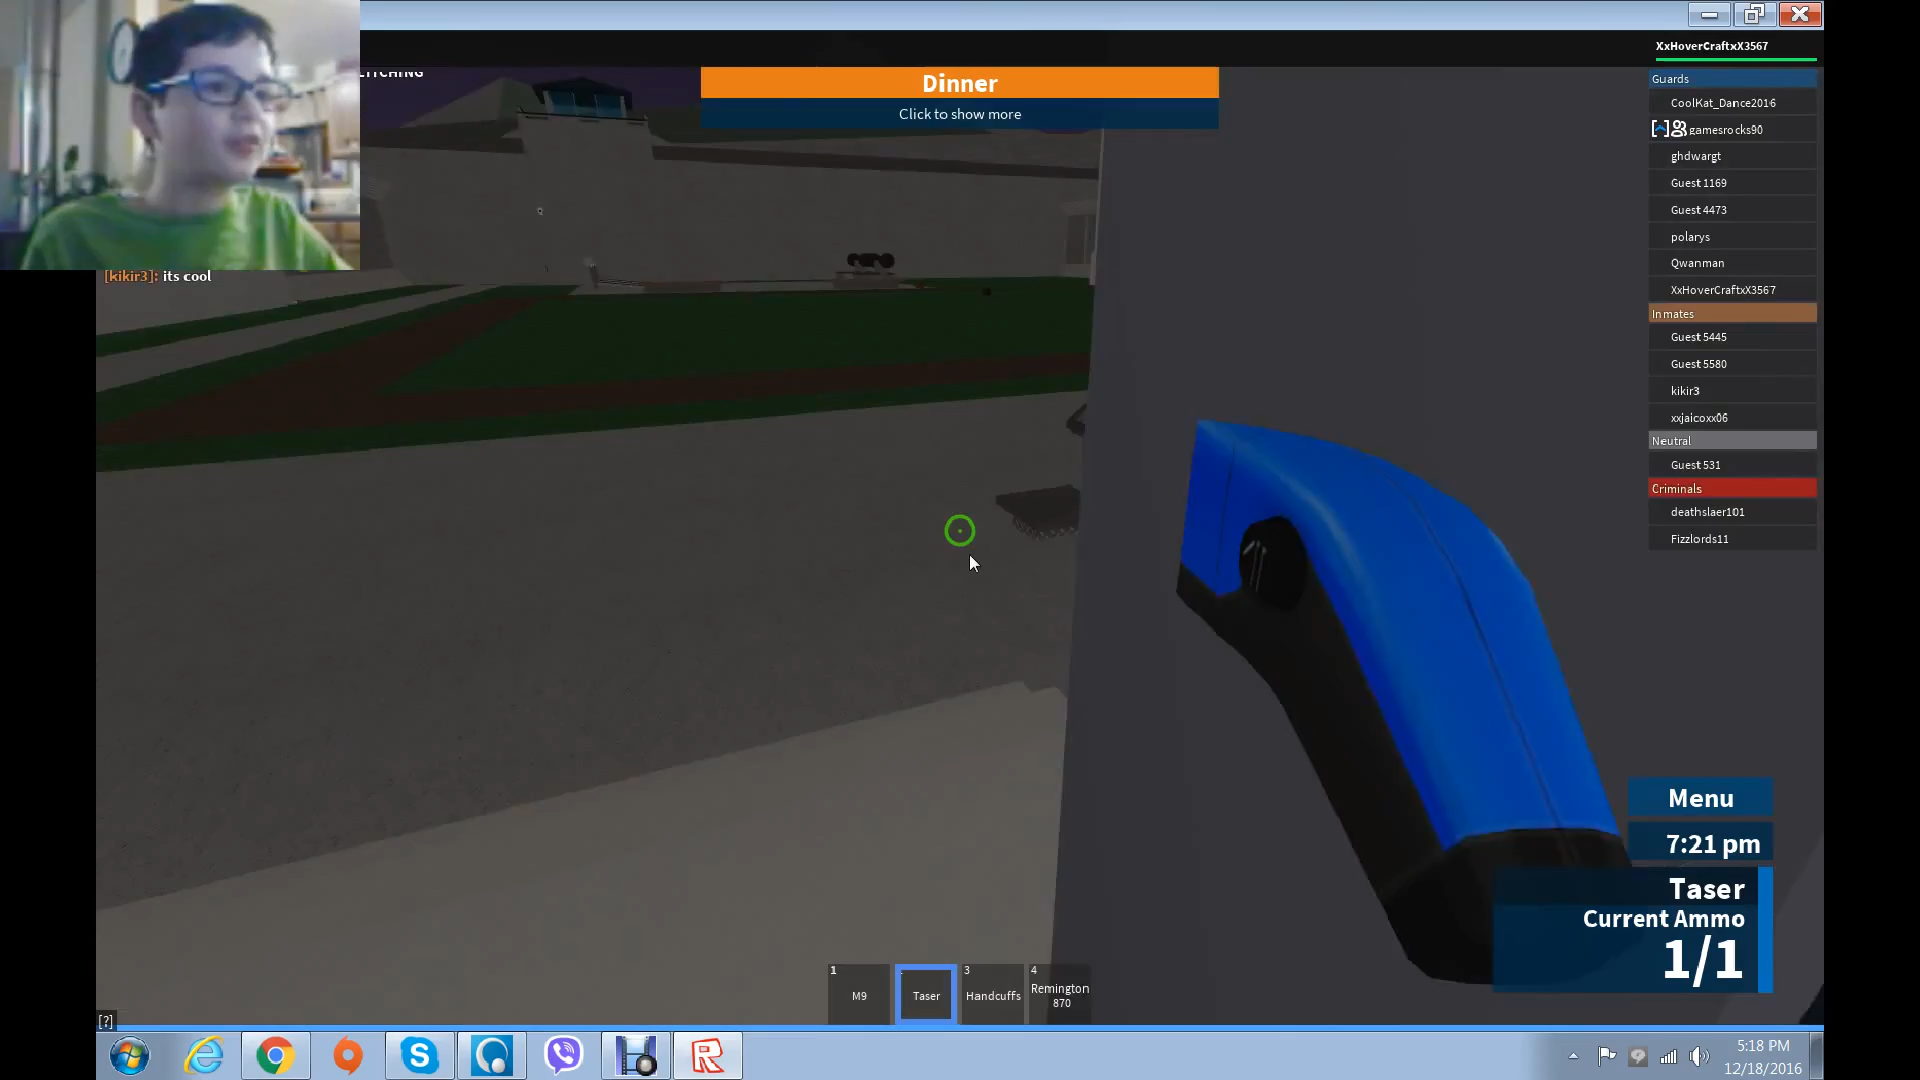 XxHoverCraftxX3567
Dinner
Click to show more
[kikir3]: its cool
Guards
CoolKat_Dance2016
gamesrocks90
ghdwargt
Guest 1169
Guest 4473
polarys
Qwanman
XxHoverCraftxX3567
Inmates
Guest 5445
Guest 5580
kikir3
xxjaicoxx06
Neutral
Guest 531
Criminals
deathslaer101
Fizzlords11
Menu
7:21 pm
Taser
Current Ammo
1/1
1
M9
Taser
3
Handcuffs
4
Remington
870
[?]
5:18 PM
12/18/2016